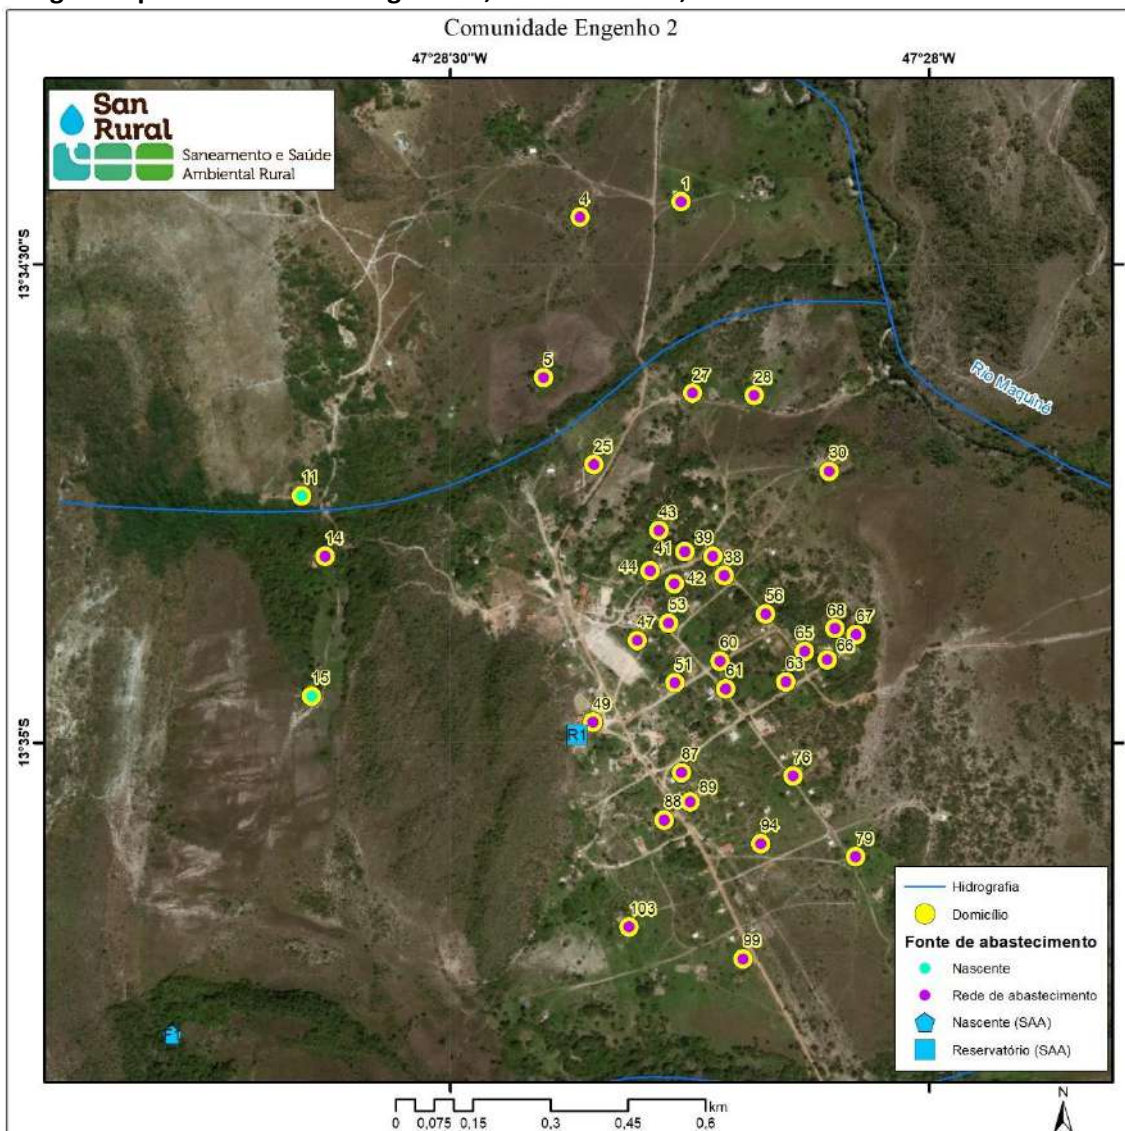 Comunidade Engenho 2
47°28'30"W
47°28'W
San
Rural
Saneamento e Saúde
Ambiental Rural
13°34'30"S
13°35'S
1
4
5
27
28
Rio Maquiné
25
30
11
43
14
39
41
38
44
42
56
53
68
67
47
65
66
60
51
63
61
15
49
R1
87
76
89
88
94
79
103
99
Hidrografia
Domicílio
Fonte de abastecimento
Nascente
Rede de abastecimento
Nascente (SAA)
Reservatório (SAA)
N
km
0 0,075 0,15 0,3 0,45 0,6